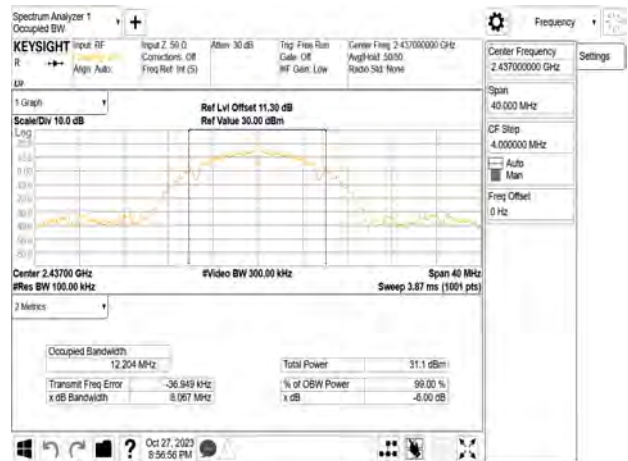 Spectrum Analyzer 1
Occupied BW
Frequency
KEYSIGHT
R
Input: RF
Align: Auto
Input Z: 50 Ω
Corrections: Off
Freq Ref: Int (S)
Atten: 30 dB
Trig: Free Run
Gate: Off
#IF Gain: Low
Center Freq: 2.437000000 GHz
Avg|Hold: 50/50
Radio Std: None
Center Frequency
2.437000000 GHz
Settings
Span
40.000 MHz
CF Step
4.000000 MHz
Auto
Man
Freq Offset
0 Hz
1 Graph
Scale/Div 10.0 dB
Ref Lvl Offset 11.30 dB
Ref Value 30.00 dBm
Log
Center 2.43700 GHz
#Res BW 100.00 kHz
#Video BW 300.00 kHz
Span 40 MHz
Sweep 3.87 ms (1001 pts)
2 Metrics
Occupied Bandwidth
12.204 MHz
Total Power
31.1 dBm
Transmit Freq Error
-36.949 kHz
% of OBW Power
99.00 %
x dB Bandwidth
8.067 MHz
x dB
-6.00 dB
?
Oct 27, 2023
8:56:56 PM